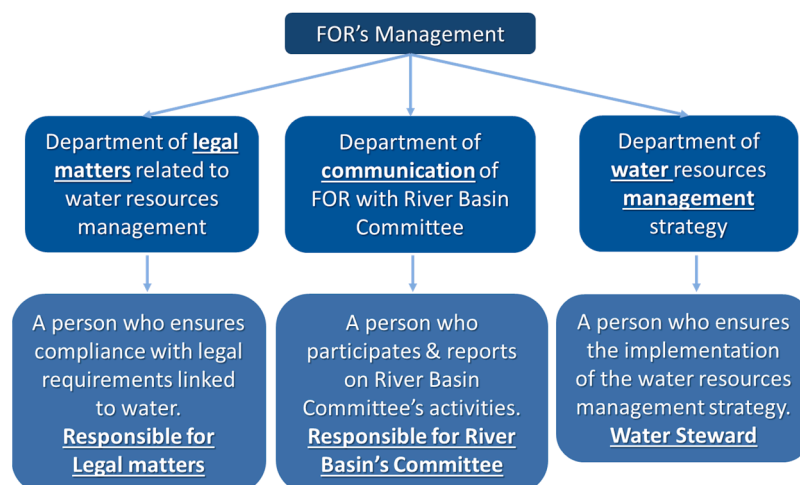 FOR's Management
Department of legal
matters related to
water resources
management
Department of
communication of
FOR with River Basin
Committee
Department of
water resources
management
strategy
A person who ensures
compliance with legal
requirements linked
to water.
Responsible for
Legal matters
A person who
participates & reports
on River Basin
Committee's activities.
Responsible for River
Basin's Committee
A person who ensures
the implementation
of the water resources
management strategy.
Water Steward